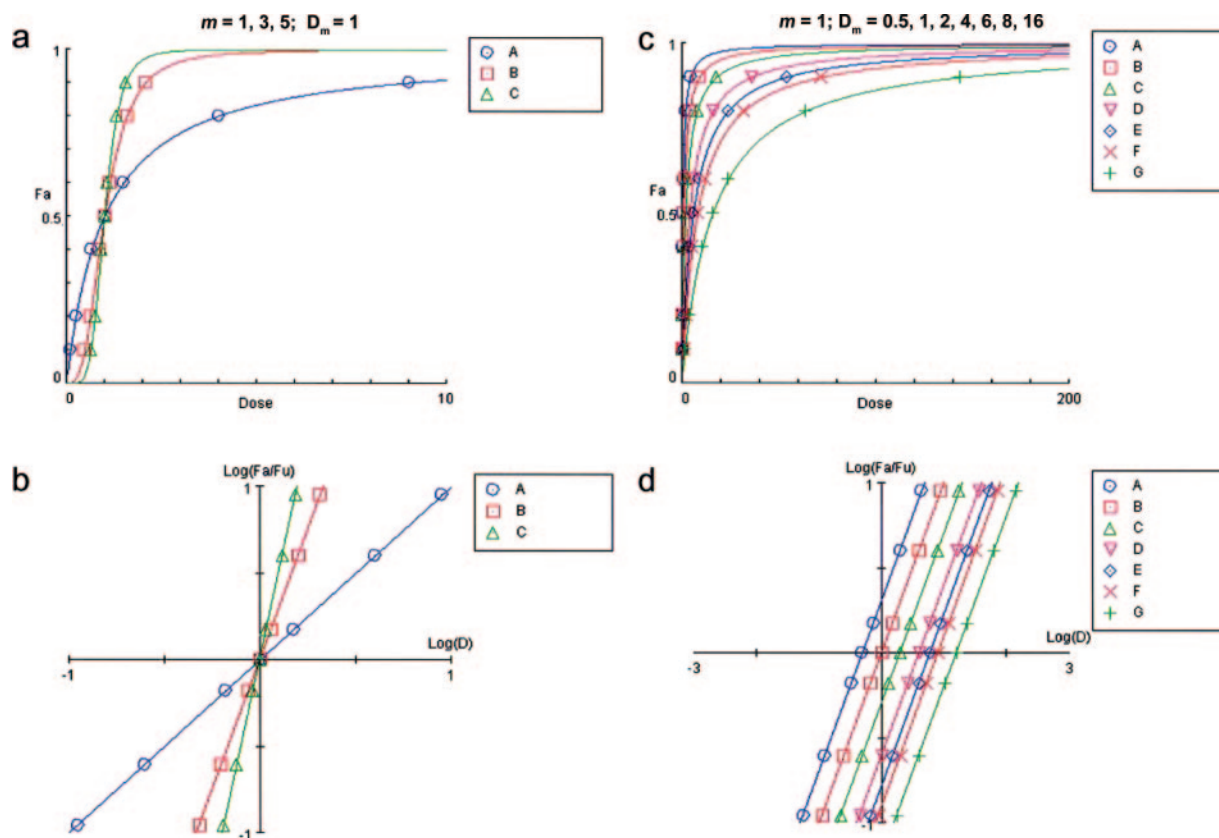 a
m = 1, 3, 5; Dm = 1
1
Fa
0.5
0
0
Dose
10
A
B
C
c
m = 1; Dm = 0.5, 1, 2, 4, 6, 8, 16
1
Fa
0.5
0
0
Dose
200
A
B
C
D
E
F
G
b
Log(Fa/Fu)
1
Log(D)
-1
1
-1
A
B
C
d
Log(Fa/Fu)
1
Log(D)
-3
3
-1
A
B
C
D
E
F
G